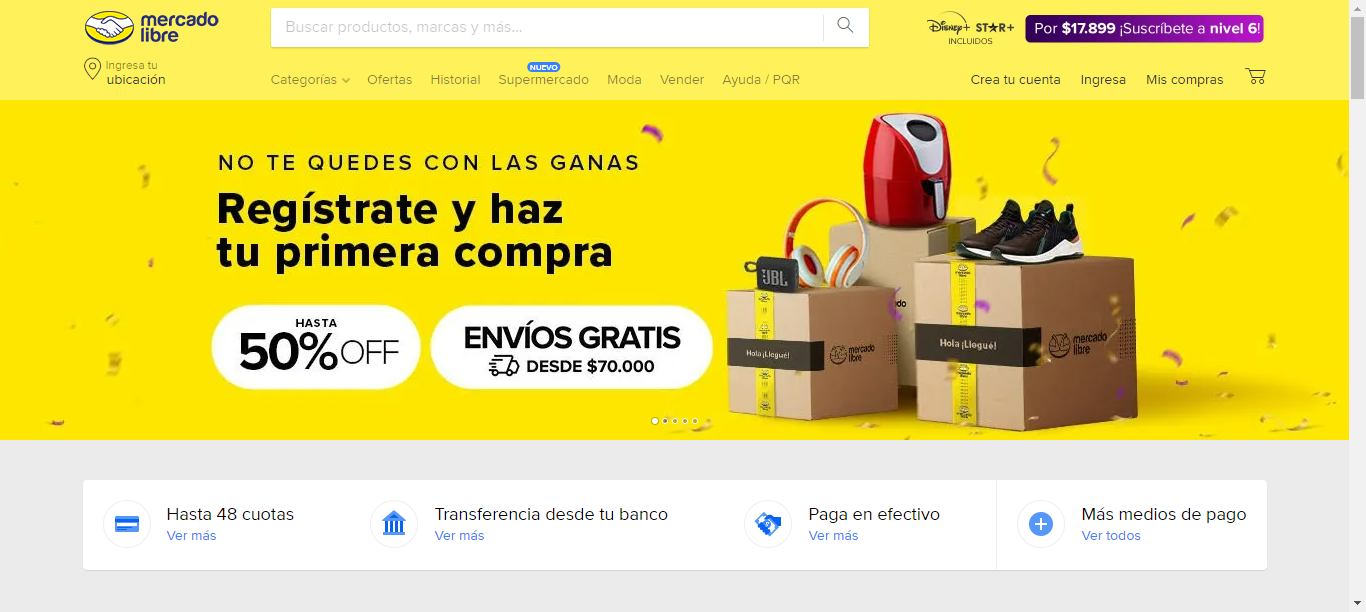 mercado
libre
Buscar productos, marcas y más...
Disney+ STAR+
INCLUIDOS
Por $17.899 ¡Suscríbete a nivel 6!
Ingresa tu
ubicación
Categorías
Ofertas
Historial
NUEVO
Supermercado
Moda
Vender
Ayuda / PQR
Crea tu cuenta
Ingresa
Mis compras
NO TE QUEDES CON LAS GANAS
Regístrate y haz
tu primera compra
HASTA
50% OFF
ENVÍOS GRATIS
DESDE $70.000
JBL
Hola ¡Llegué!
mercado
libre
Hola ¡Llegué!
mercado
libre
Hasta 48 cuotas
Ver más
Transferencia desde tu banco
Ver más
Paga en efectivo
Ver más
Más medios de pago
Ver todos